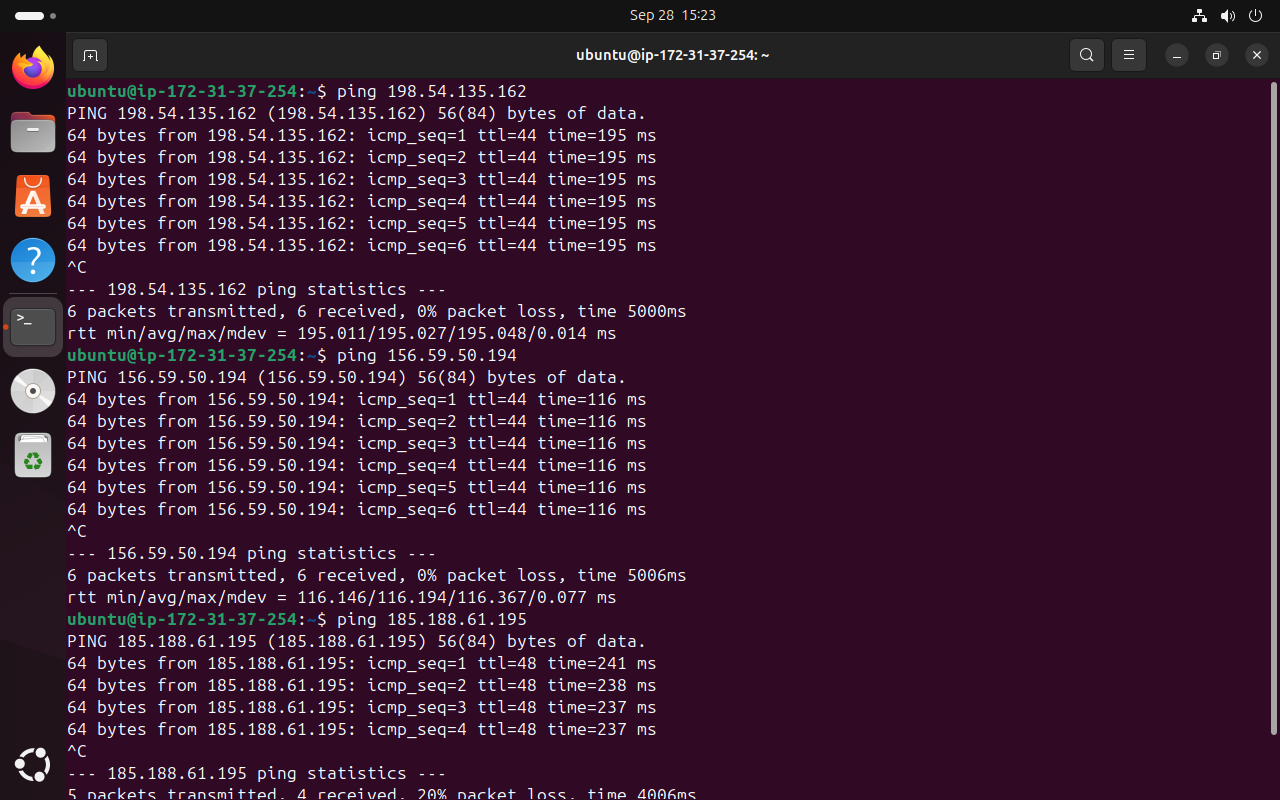 Sep 28 15:23
ubuntu@ip-172-31-37-254: ~
ubuntu@ip-172-31-37-254:~$ ping 198.54.135.162
PING 198.54.135.162 (198.54.135.162) 56(84) bytes of data.
64 bytes from 198.54.135.162: icmp_seq=1 ttl=44 time=195 ms
64 bytes from 198.54.135.162: icmp_seq=2 ttl=44 time=195 ms
64 bytes from 198.54.135.162: icmp_seq=3 ttl=44 time=195 ms
64 bytes from 198.54.135.162: icmp_seq=4 ttl=44 time=195 ms
64 bytes from 198.54.135.162: icmp_seq=5 ttl=44 time=195 ms
64 bytes from 198.54.135.162: icmp_seq=6 ttl=44 time=195 ms
^C
--- 198.54.135.162 ping statistics ---
6 packets transmitted, 6 received, 0% packet loss, time 5000ms
rtt min/avg/max/mdev = 195.011/195.027/195.048/0.014 ms
ubuntu@ip-172-31-37-254:~$ ping 156.59.50.194
PING 156.59.50.194 (156.59.50.194) 56(84) bytes of data.
64 bytes from 156.59.50.194: icmp_seq=1 ttl=44 time=116 ms
64 bytes from 156.59.50.194: icmp_seq=2 ttl=44 time=116 ms
64 bytes from 156.59.50.194: icmp_seq=3 ttl=44 time=116 ms
64 bytes from 156.59.50.194: icmp_seq=4 ttl=44 time=116 ms
64 bytes from 156.59.50.194: icmp_seq=5 ttl=44 time=116 ms
64 bytes from 156.59.50.194: icmp_seq=6 ttl=44 time=116 ms
^C
--- 156.59.50.194 ping statistics ---
6 packets transmitted, 6 received, 0% packet loss, time 5006ms
rtt min/avg/max/mdev = 116.146/116.194/116.367/0.077 ms
ubuntu@ip-172-31-37-254:~$ ping 185.188.61.195
PING 185.188.61.195 (185.188.61.195) 56(84) bytes of data.
64 bytes from 185.188.61.195: icmp_seq=1 ttl=48 time=241 ms
64 bytes from 185.188.61.195: icmp_seq=2 ttl=48 time=238 ms
64 bytes from 185.188.61.195: icmp_seq=3 ttl=48 time=237 ms
64 bytes from 185.188.61.195: icmp_seq=4 ttl=48 time=237 ms
^C
--- 185.188.61.195 ping statistics ---
5 packets transmitted, 4 received, 20% packet loss, time 4006ms